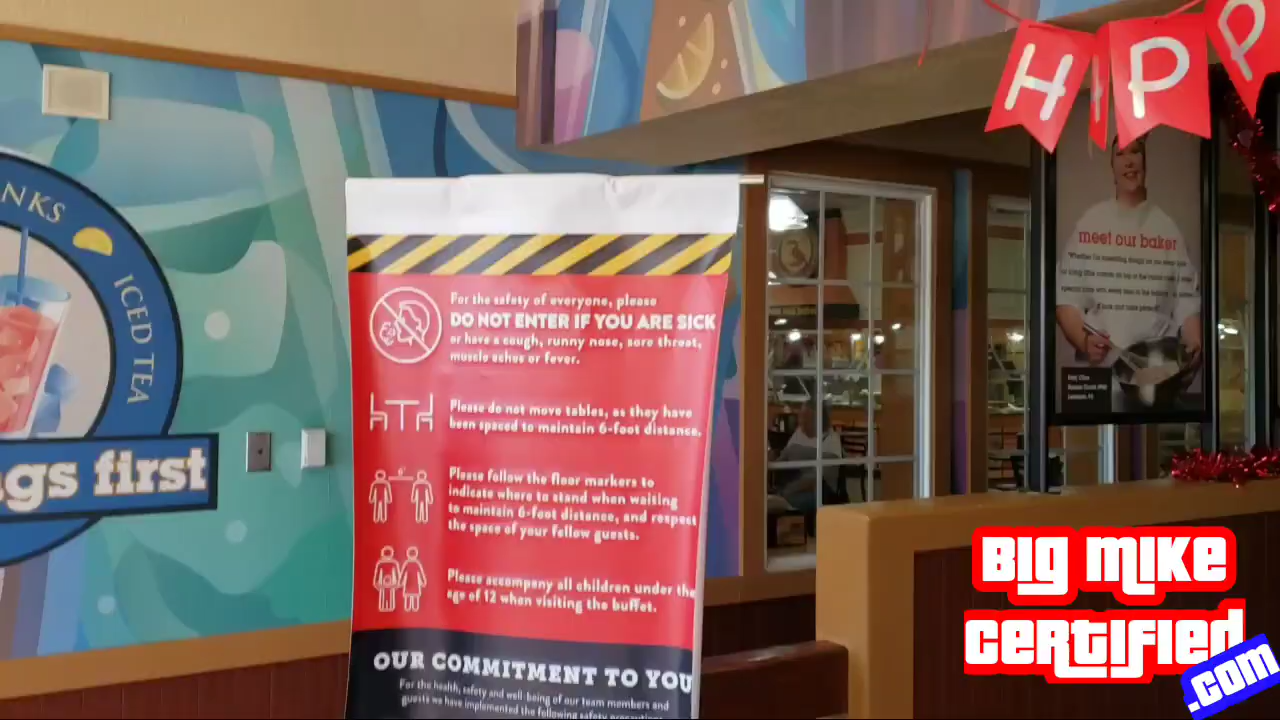 NKS
ICED TEA
gs first
For the safety of everyone, please
DO NOT ENTER IF YOU ARE SICK
or have a cough, runny nose, sore throat,
muscle aches or fever.
Please do not move tables, as they have
been spaced to maintain 6-foot distance.
Please follow the floor markers to
indicate where to stand when waiting
to maintain 6-foot distance, and respect
the space of your fellow guests.
Please accompany all children under the
age of 12 when visiting the buffet.
OUR COMMITMENT TO YOU
For the health, safety and well-being of our team members and
guests we have implemented the following safety precautions
H PP
meet our baker
BIG MIKE
CERTIFIED
.COM